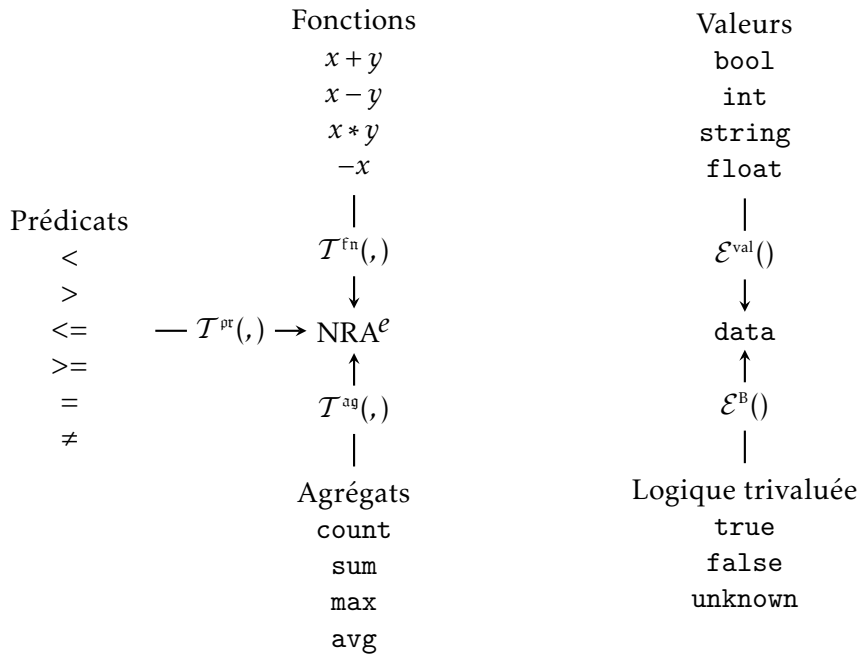 Fonctions
x + y
x − y
x ∗ y
−x
𝒯^𝔣𝔫(,)
Prédicats
<
>
<=
>=
=
≠
𝒯^𝔭𝔯(,)
NRA^e
𝒯^𝔞𝔤(,)
Agrégats
count
sum
max
avg
Valeurs
bool
int
string
float
ℰ^val()
data
ℰ^B()
Logique trivaluée
true
false
unknown